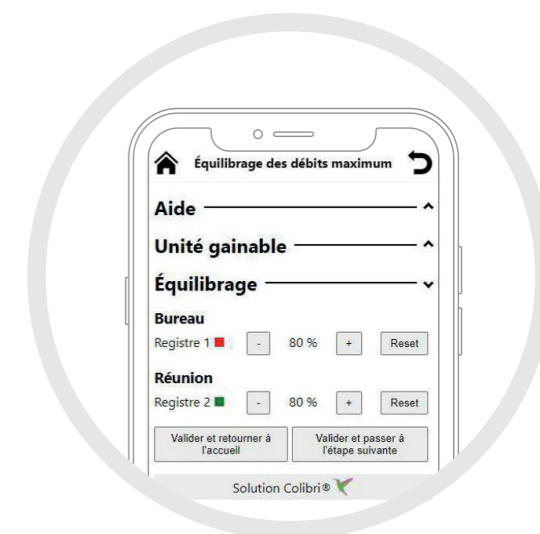 Équilibrage des débits maximum
Aide
Unité gainable
Équilibrage
Bureau
Registre 1 - 80 % + Reset
Réunion
Registre 2 - 80 % + Reset
Valider et retourner à Valider et passer à
l'accueil l'étape suivante
Solution Colibri®